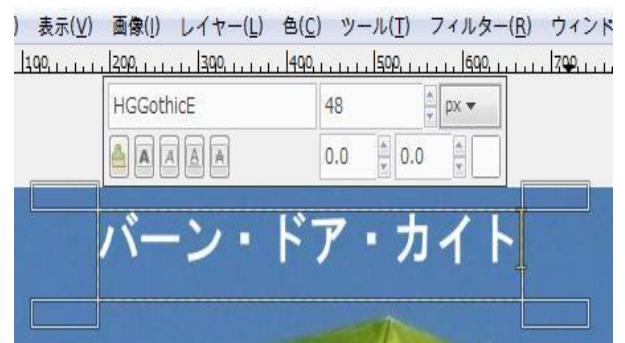 ) 表示(V) 画像(I) レイヤー(L) 色(C) ツール(T) フィルター(R) ウィンド
100 200 300 400 500 600 700
HGGothicE 48 px
A A A A 0.0 0.0
バーン・ドア・カイト